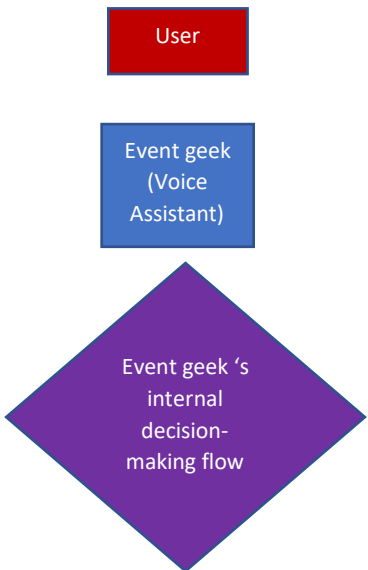 User
Event geek
(Voice
Assistant)
Event geek ‘s
internal
decision-
making flow